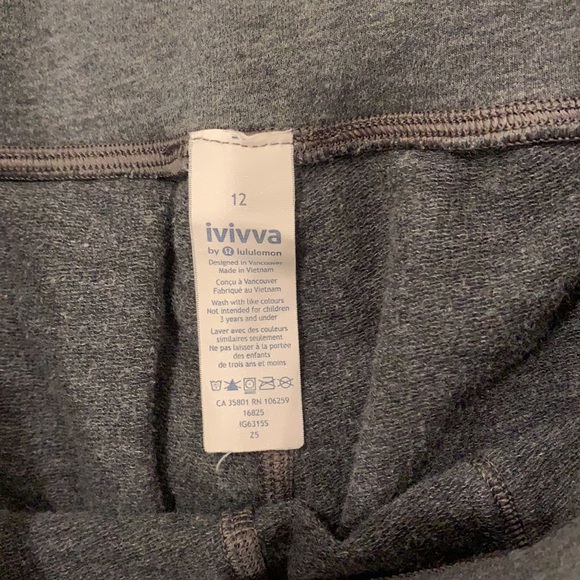 12
ivivva
by lululemon
Designed in Vancouver
Made in Vietnam
Conçu à Vancouver
Fabriqué au Vietnam
Wash with like colours
Not intended for children
3 years and under
Laver avec des couleurs
similaires seulement
Ne pas laisser à la portée
des enfants
de trois ans et moins
CA 35801 RN 106259
16825
IG6315S
Z5